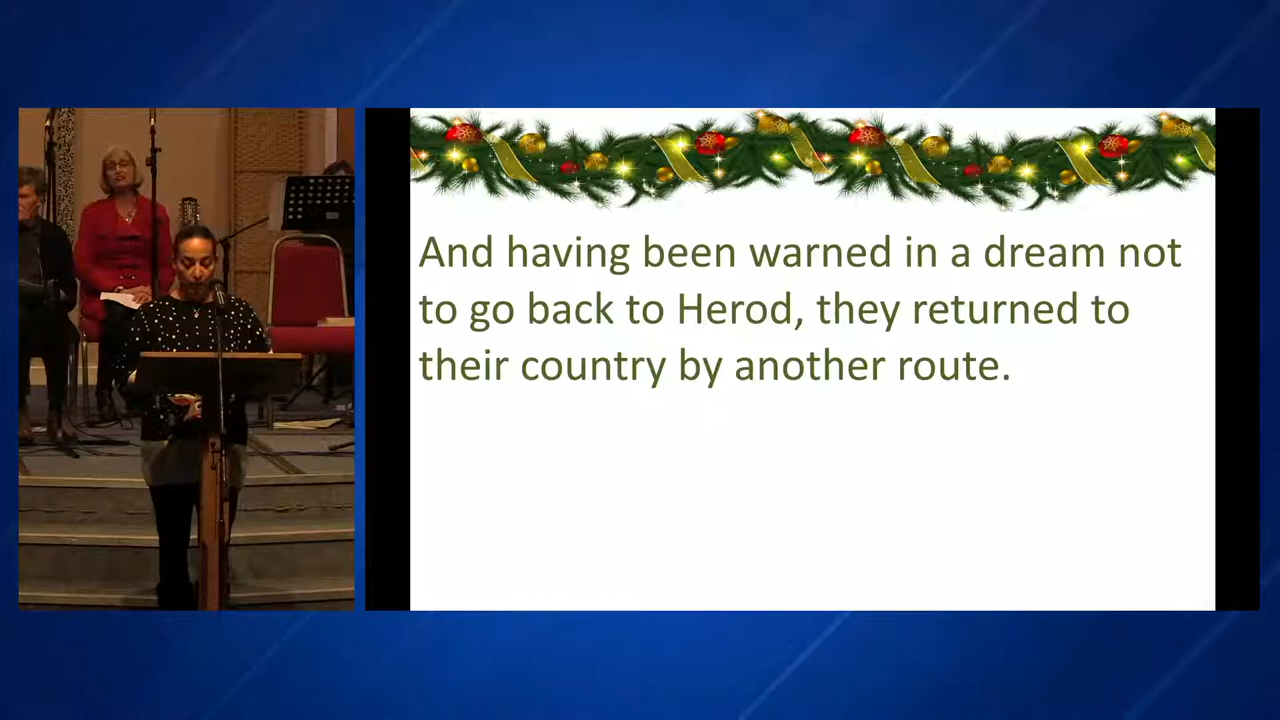 And having been warned in a dream not
to go back to Herod, they returned to
their country by another route.